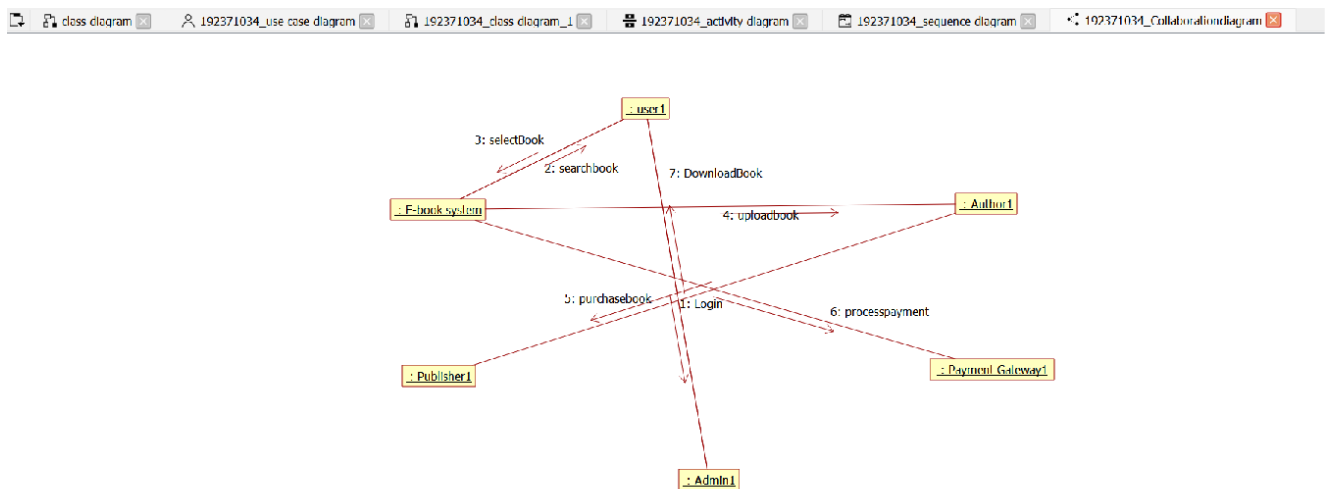 class diagram
192371034_use case diagram
192371034_class diagram_1
192371034_activity diagram
192371034_sequence diagram
192371034_Collaborationdiagram
: user1
3: selectBook
2: searchbook
7: DownloadBook
: E-book system
: Author1
4: uploadbook
5: purchasebook
1: Login
6: processpayment
: Publisher1
: Payment Gateway1
: Admin1